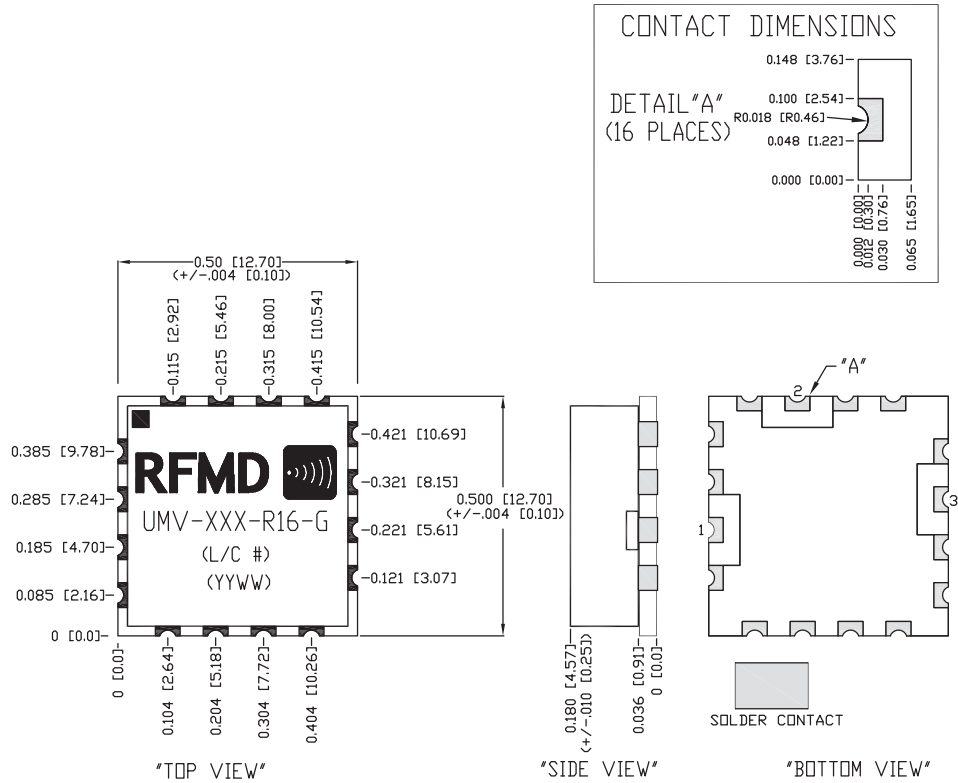 CONTACT DIMENSIONS
0.148 [3.76]
DETAIL"A"
(16 PLACES)
0.100 [2.54]
R0.018 [R0.46]
0.048 [1.22]
0.000 [0.00]
0.000 [0.00]
0.012 [0.30]
0.030 [0.76]
0.065 [1.65]
0.50 [12.70]
(+/-.004 [0.10])
0.115 [2.92]
0.215 [5.46]
0.315 [8.00]
0.415 [10.54]
0.385 [9.78]
0.285 [7.24]
0.185 [4.70]
0.085 [2.16]
0 [0.0]
RFMD
UMV-XXX-R16-G
(L/C #)
(YYWW)
0.421 [10.69]
0.321 [8.15]
0.221 [5.61]
0.121 [3.07]
0.500 [12.70]
(+/-.004 [0.10])
0 [0.0]
0.104 [2.64]
0.204 [5.18]
0.304 [7.72]
0.404 [10.26]
"TOP VIEW"
0.180 [4.57]
(+/-.010 [0.25])
0.036 [0.91]
0 [0.0]
"SIDE VIEW"
"A"
2
1
3
SOLDER CONTACT
"BOTTOM VIEW"